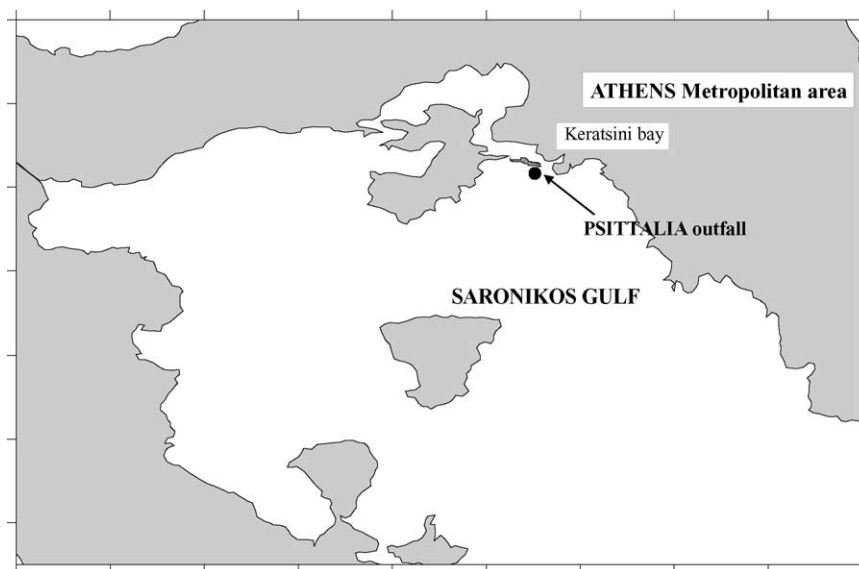 ATHENS Metropolitan area
Keratsini bay
PSITTALIA outfall
SARONIKOS GULF